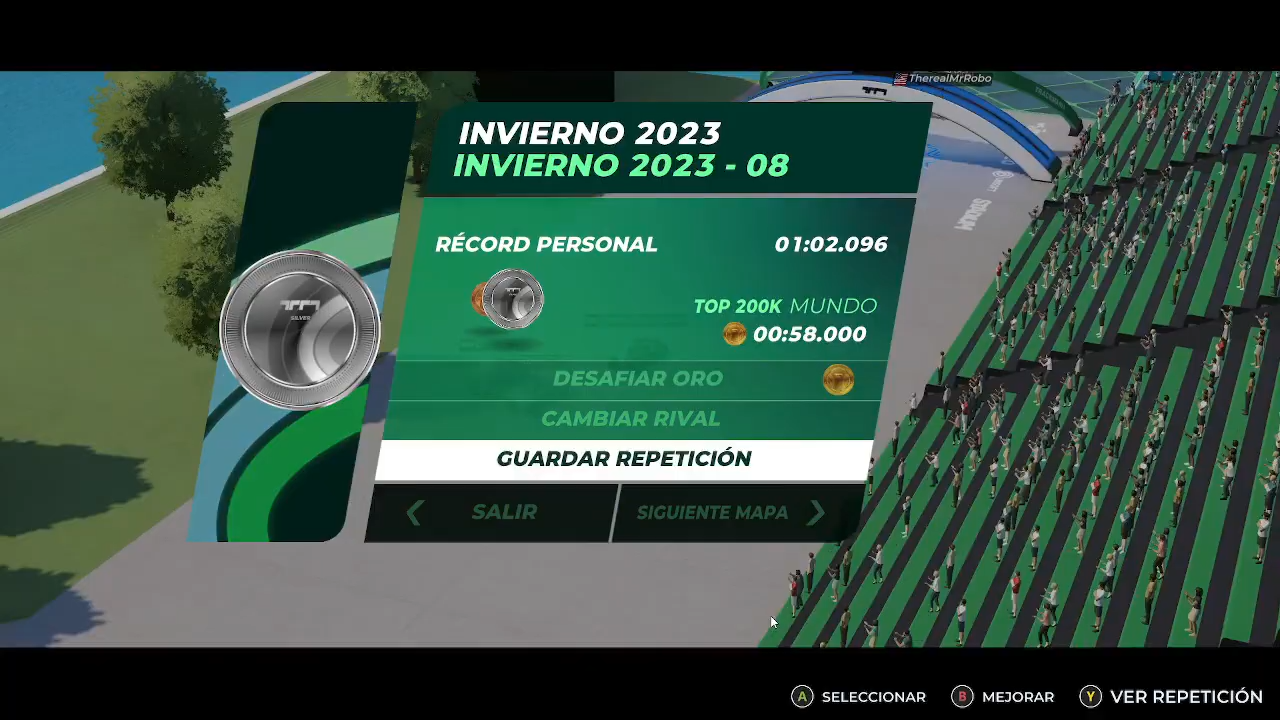 TherealMrRobo
INVIERNO 2023
INVIERNO 2023 - 08
RÉCORD PERSONAL 01:02.096
SILVER
TOP 200K MUNDO
00:58.000
DESAFIAR ORO
CAMBIAR RIVAL
GUARDAR REPETICIÓN
SALIR
SIGUIENTE MAPA
A SELECCIONAR
B MEJORAR
Y VER REPETICIÓN